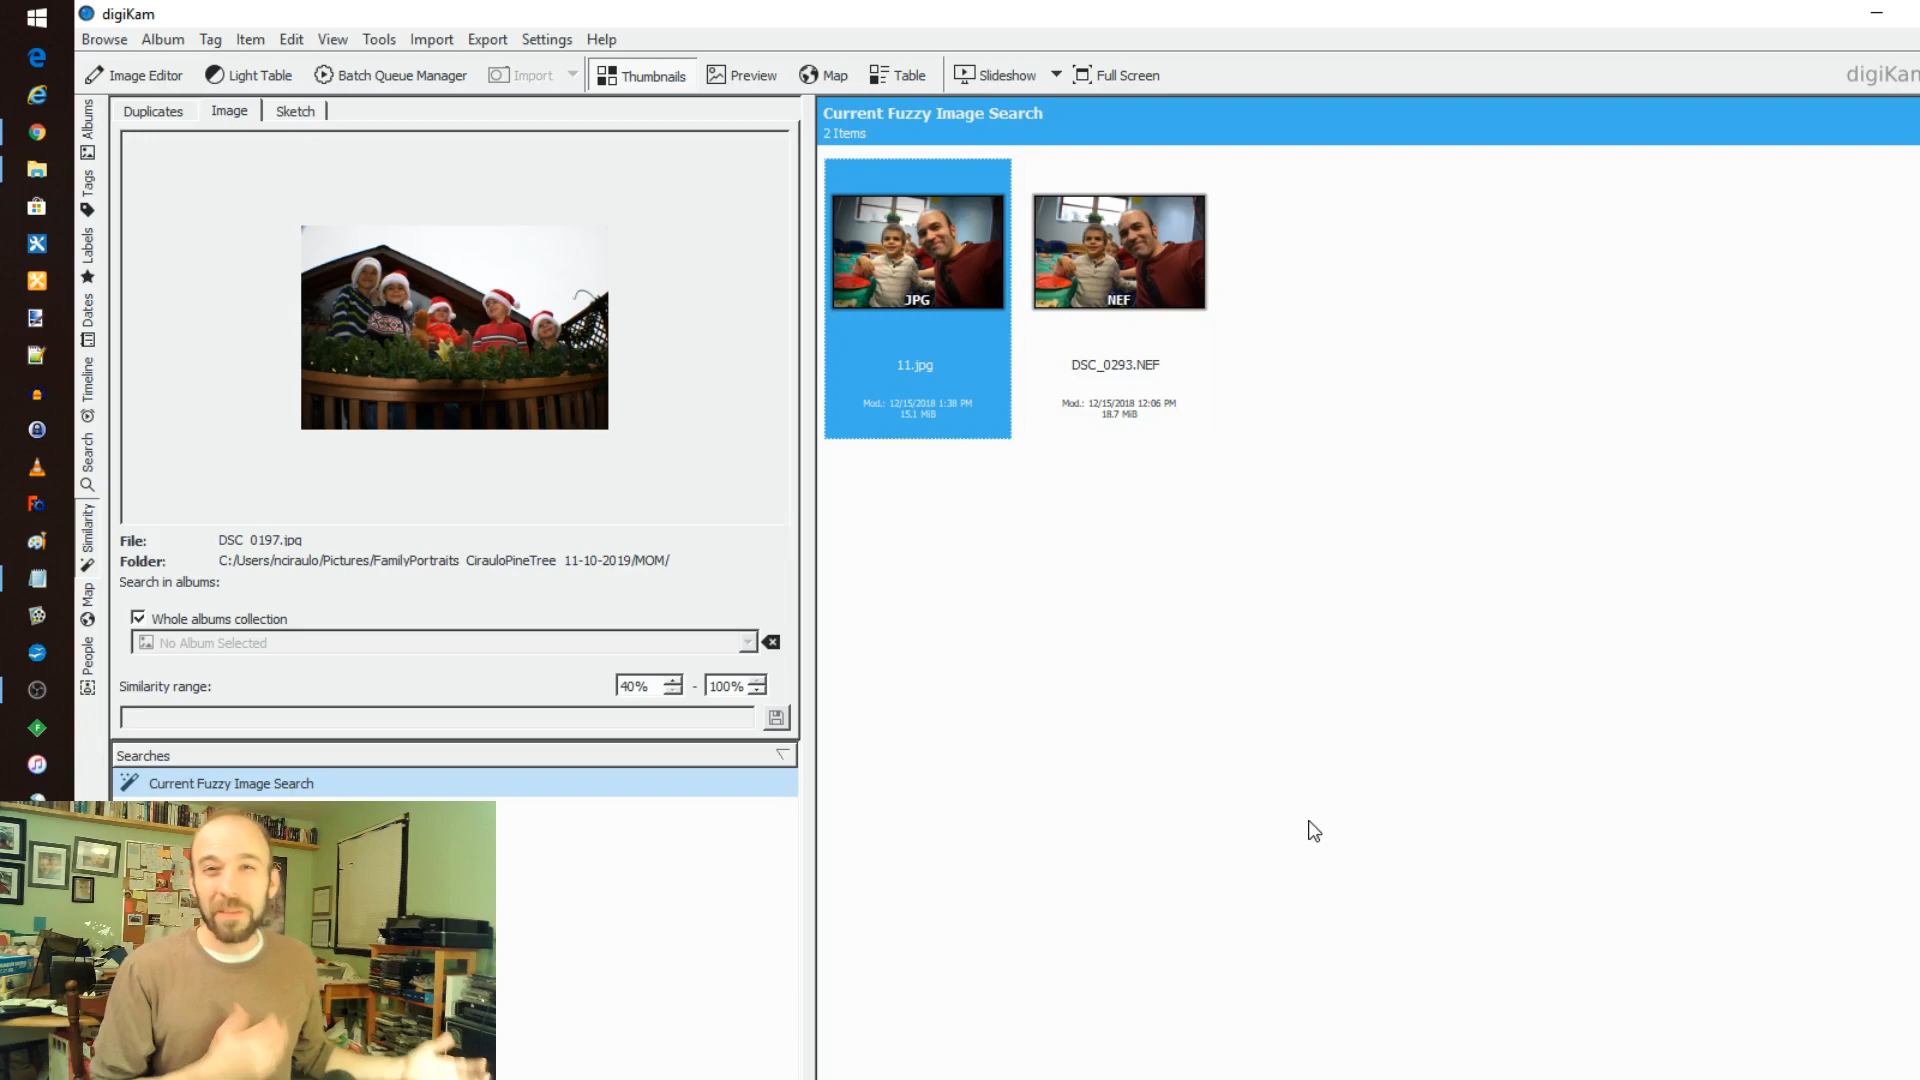 digiKam
Browse Album Tag Item Edit View Tools Import Export Settings Help
Image Editor Light Table Batch Queue Manager Import Thumbnails Preview Map Table Slideshow Full Screen digiKam
Albums
Tags
Labels
Dates
Timeline
Search
Similarity
Map
People
Duplicates Image Sketch
File: DSC_0197.jpg
Folder: C:/Users/nciraulo/Pictures/FamilyPortraits_CirauloPineTree_11-10-2019/MOM/
Search in albums:
Whole albums collection
No Album Selected
Similarity range: 40% - 100%
Searches
Current Fuzzy Image Search
Current Fuzzy Image Search
2 Items
JPG
11.jpg
Mod.: 12/15/2018 1:38 PM
15.1 MiB
NEF
DSC_0293.NEF
Mod.: 12/15/2018 12:06 PM
18.7 MiB